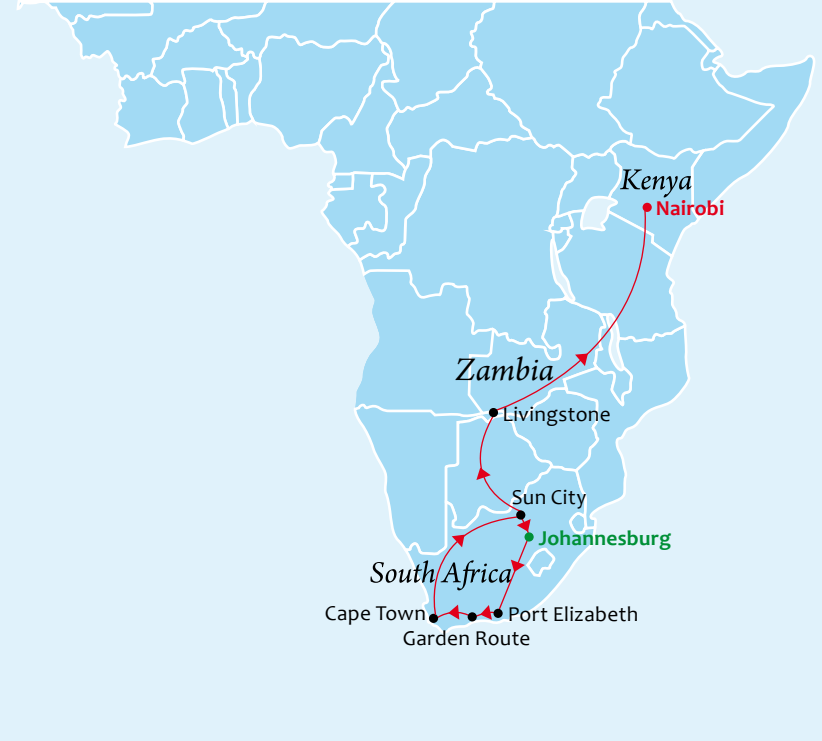 Kenya
Nairobi
Zambia
Livingstone
Sun City
Johannesburg
South Africa
Cape Town
Port Elizabeth
Garden Route